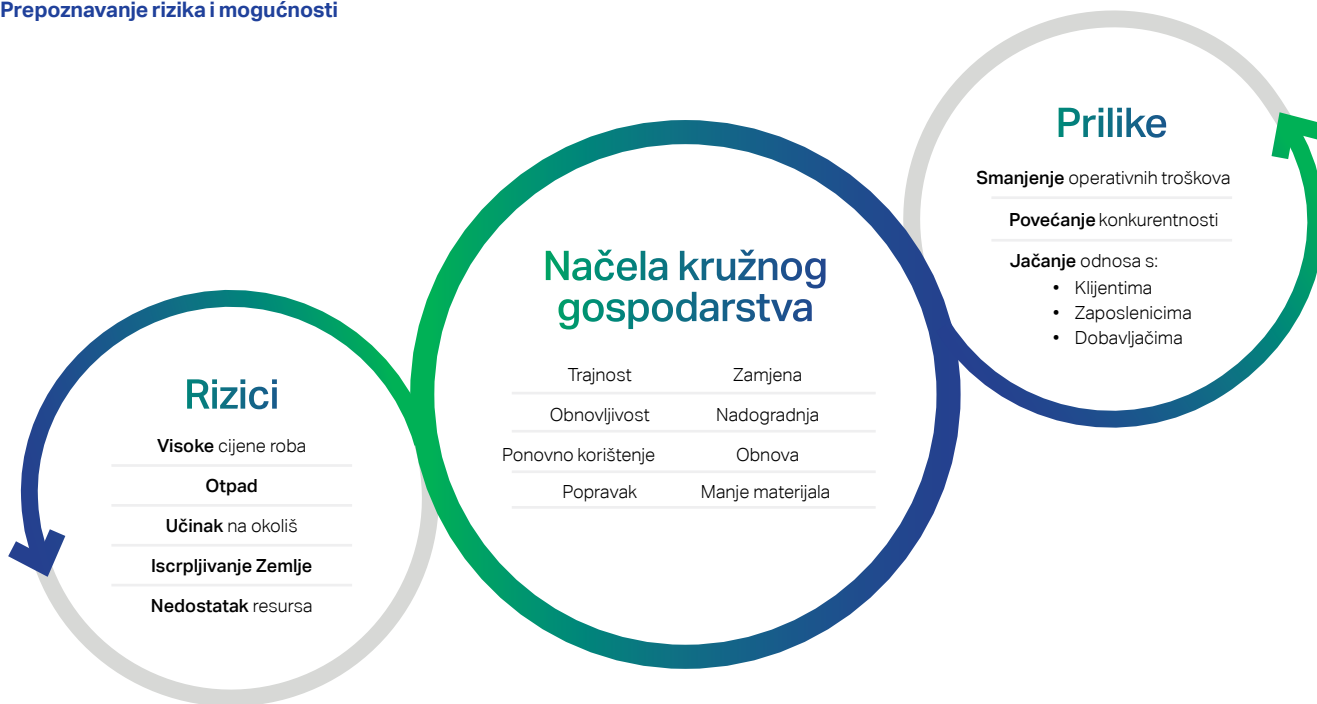 Prepoznavanje rizika i mogućnosti
Rizici
Visoke cijene roba
Otpad
Učinak na okoliš
Iscrpljivanje Zemlje
Nedostatak resursa
Načela kružnog
gospodarstva
Trajnost
Zamjena
Obnovljivost
Nadogradnja
Ponovno korištenje
Obnova
Popravak
Manje materijala
Prilike
Smanjenje operativnih troškova
Povećanje konkurentnosti
Jačanje odnosa s:
• Klijentima
• Zaposlenicima
• Dobavljačima